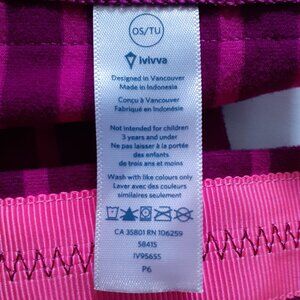 OS/TU
ivivva
Designed in Vancouver
Made in Indonesia
Conçu à Vancouver
Fabriqué en Indonésie
Not intended for children
3 years and under
Ne pas laisser à la portée
des enfants
de trois ans et moins
Wash with like colours only
Laver avec des couleurs
similaires seulement
CA 35801 RN 106259
58415
IV95655
P6